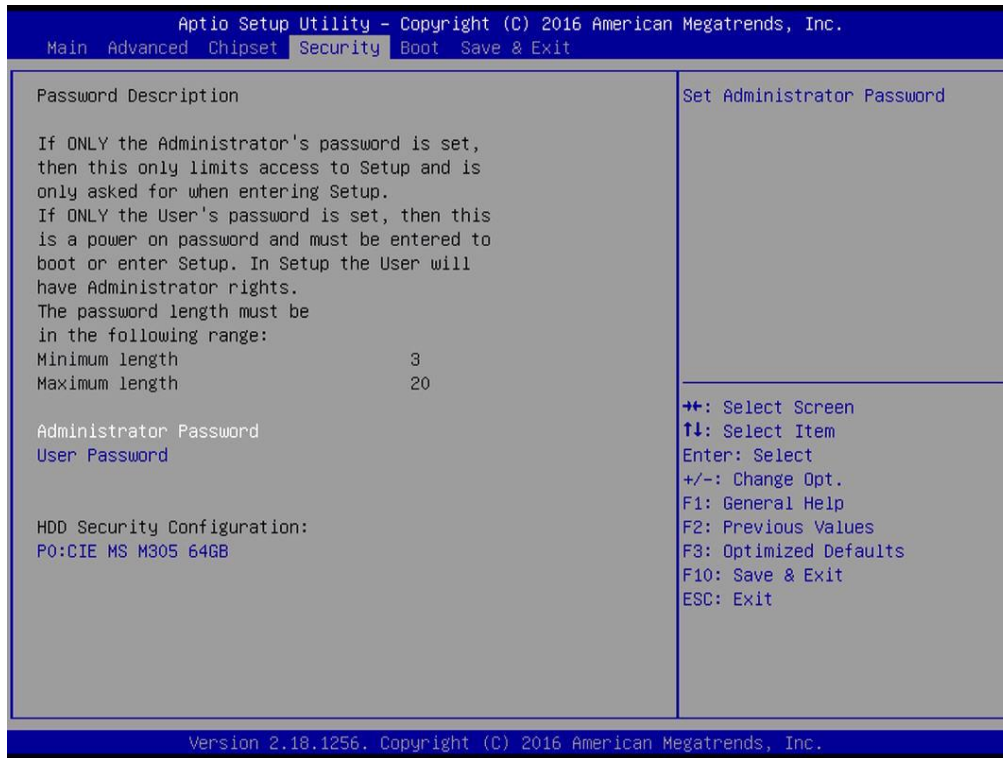 Aptio Setup Utility – Copyright (C) 2016 American Megatrends, Inc.
Main Advanced Chipset Security Boot Save & Exit
Password Description
If ONLY the Administrator's password is set,
then this only limits access to Setup and is
only asked for when entering Setup.
If ONLY the User's password is set, then this
is a power on password and must be entered to
boot or enter Setup. In Setup the User will
have Administrator rights.
The password length must be
in the following range:
Minimum length 3
Maximum length 20
Administrator Password
User Password
HDD Security Configuration:
P0:CIE MS M305 64GB
Set Administrator Password
→←: Select Screen
↑↓: Select Item
Enter: Select
+/-: Change Opt.
F1: General Help
F2: Previous Values
F3: Optimized Defaults
F10: Save & Exit
ESC: Exit
Version 2.18.1256. Copyright (C) 2016 American Megatrends, Inc.